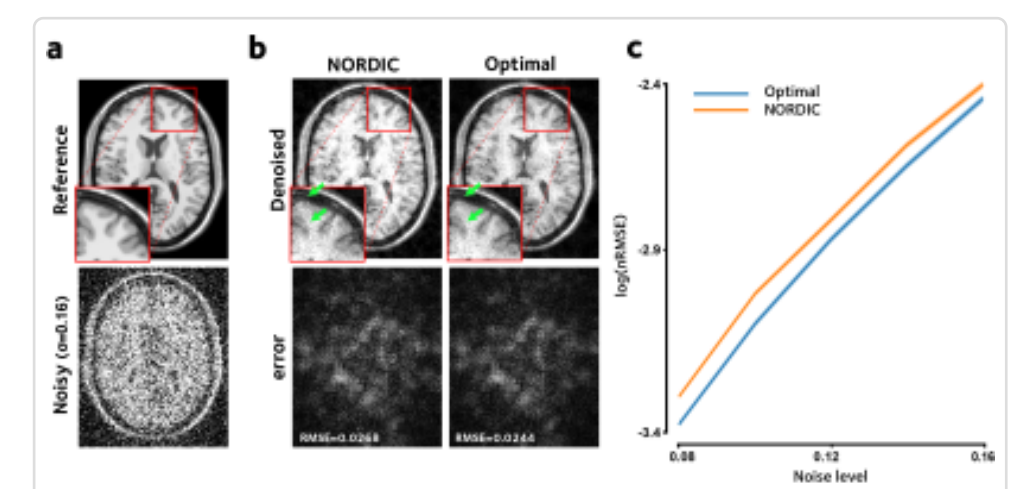 a
Reference
Noisy (σ=0.16)
b
NORDIC
Optimal
Denoised
error
RMSE=0.0268
RMSE=0.0244
c
Optimal
NORDIC
log(nRMSE)
-2.4
-2.9
-3.4
0.08
0.12
0.16
Noise level